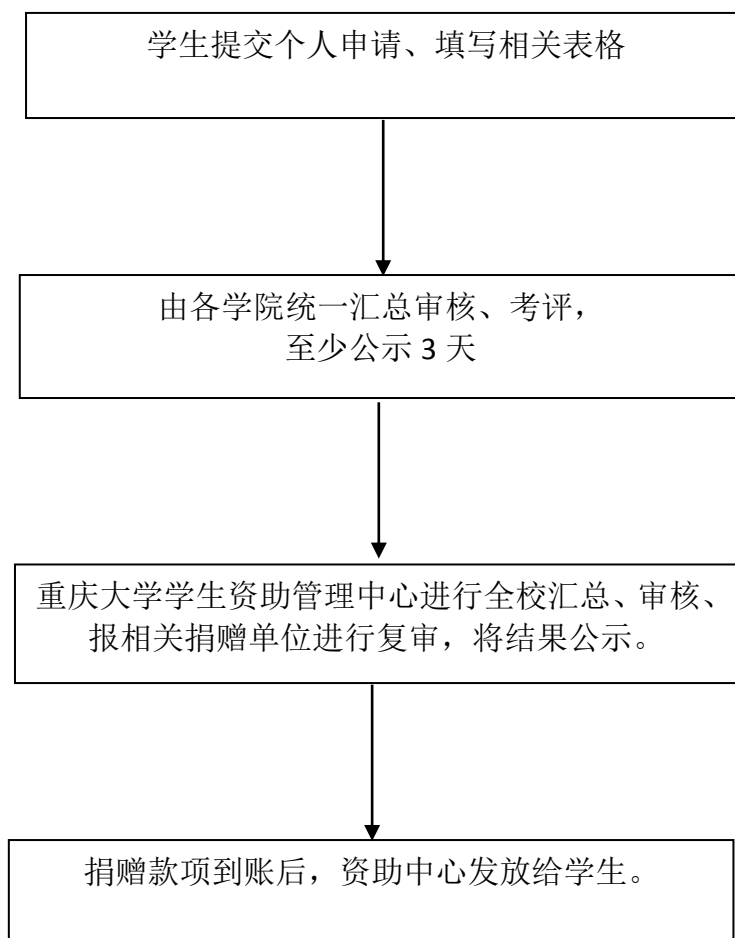 学生提交个人申请、填写相关表格
由各学院统一汇总审核、考评，
至少公示 3 天
重庆大学学生资助管理中心进行全校汇总、审核、
报相关捐赠单位进行复审，将结果公示。
捐赠款项到账后，资助中心发放给学生。